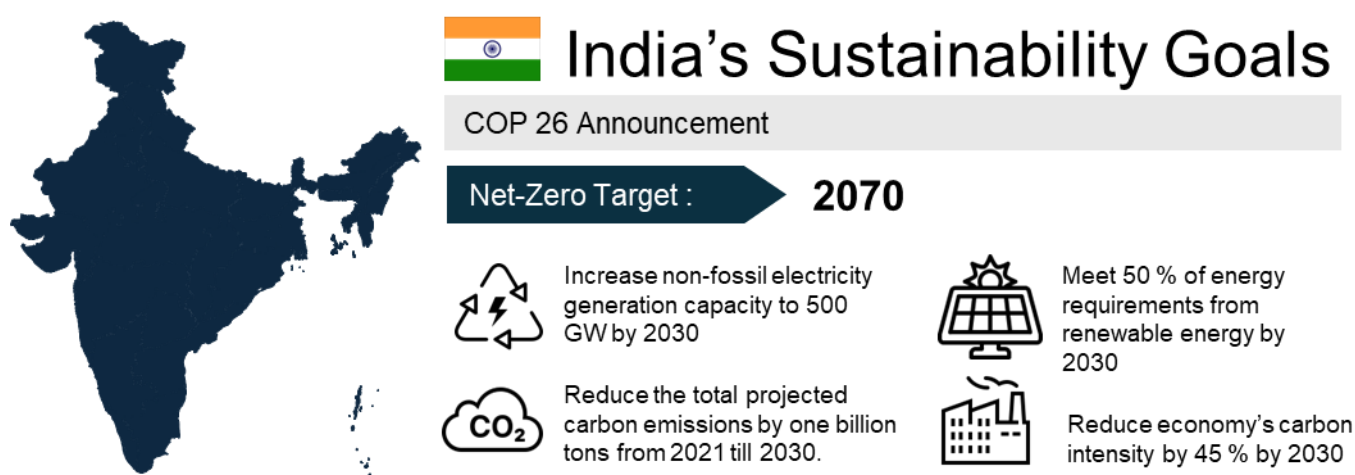 India's Sustainability Goals
COP 26 Announcement
Net-Zero Target :
2070
Increase non-fossil electricity
generation capacity to 500
GW by 2030
Meet 50 % of energy
requirements from
renewable energy by
2030
CO₂
Reduce the total projected
carbon emissions by one billion
tons from 2021 till 2030.
Reduce economy's carbon
intensity by 45 % by 2030